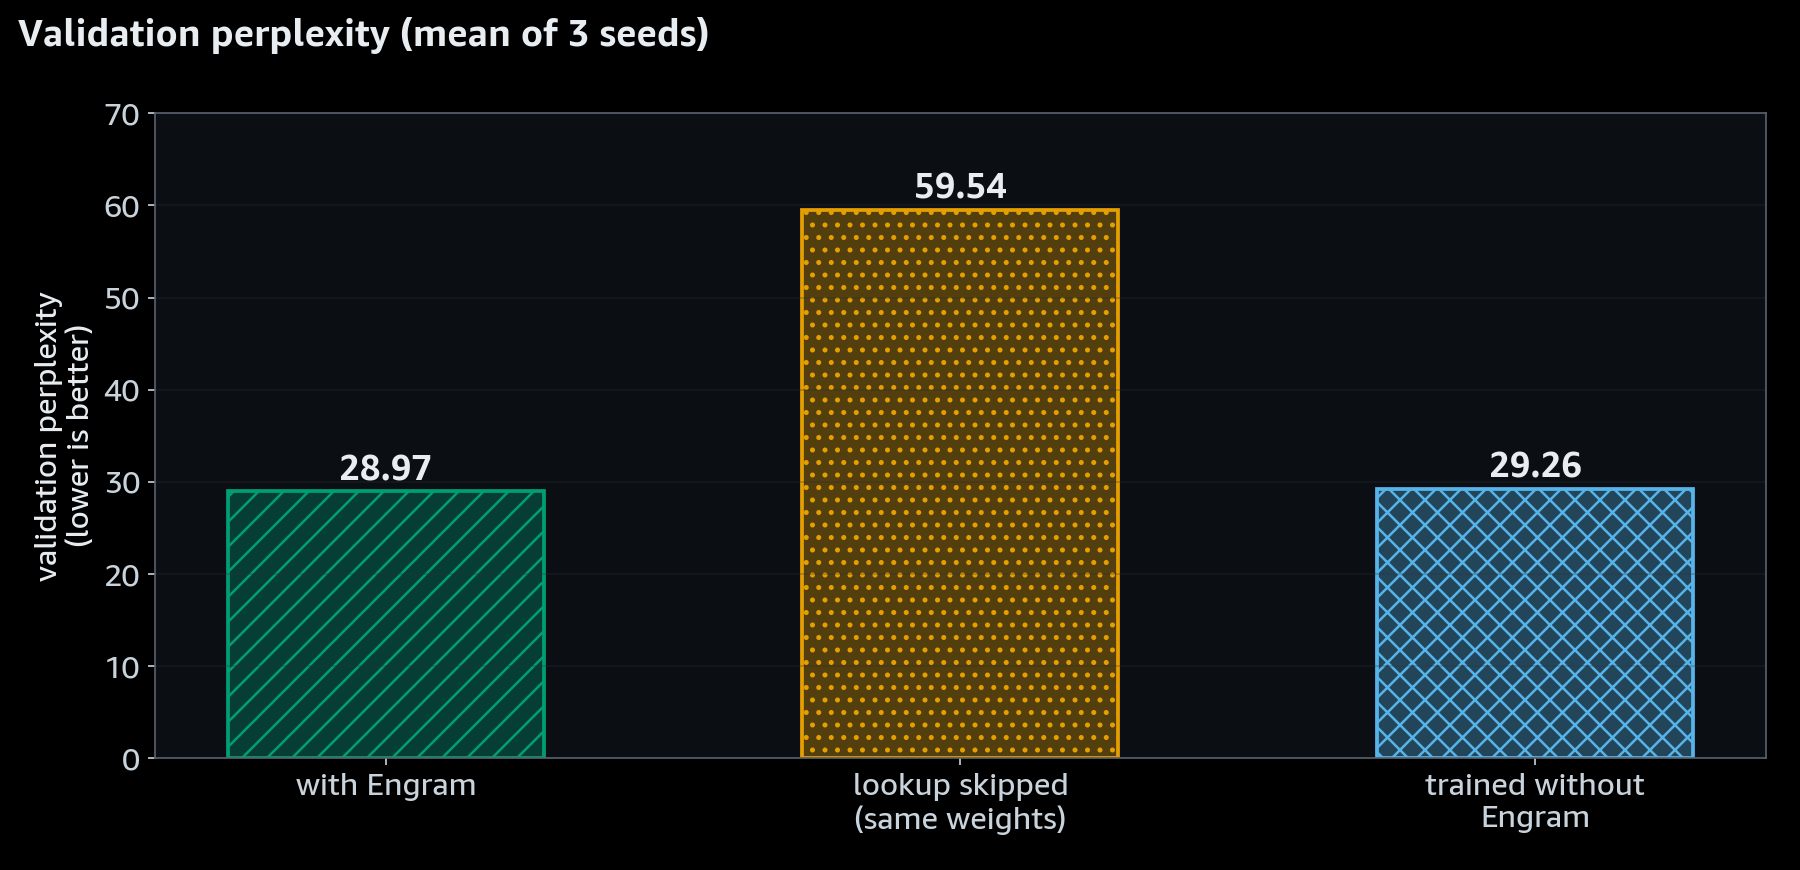 Validation perplexity (mean of 3 seeds)
validation perplexity
(lower is better)
70
60
50
40
30
20
10
0
28.97
59.54
29.26
with Engram
lookup skipped
(same weights)
trained without
Engram